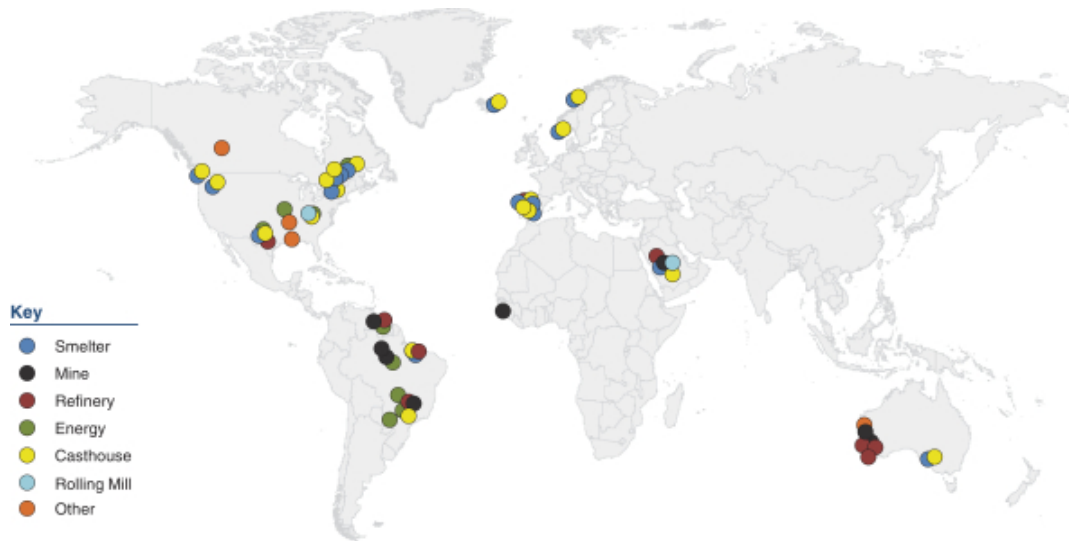 Key
Smelter
Mine
Refinery
Energy
Casthouse
Rolling Mill
Other